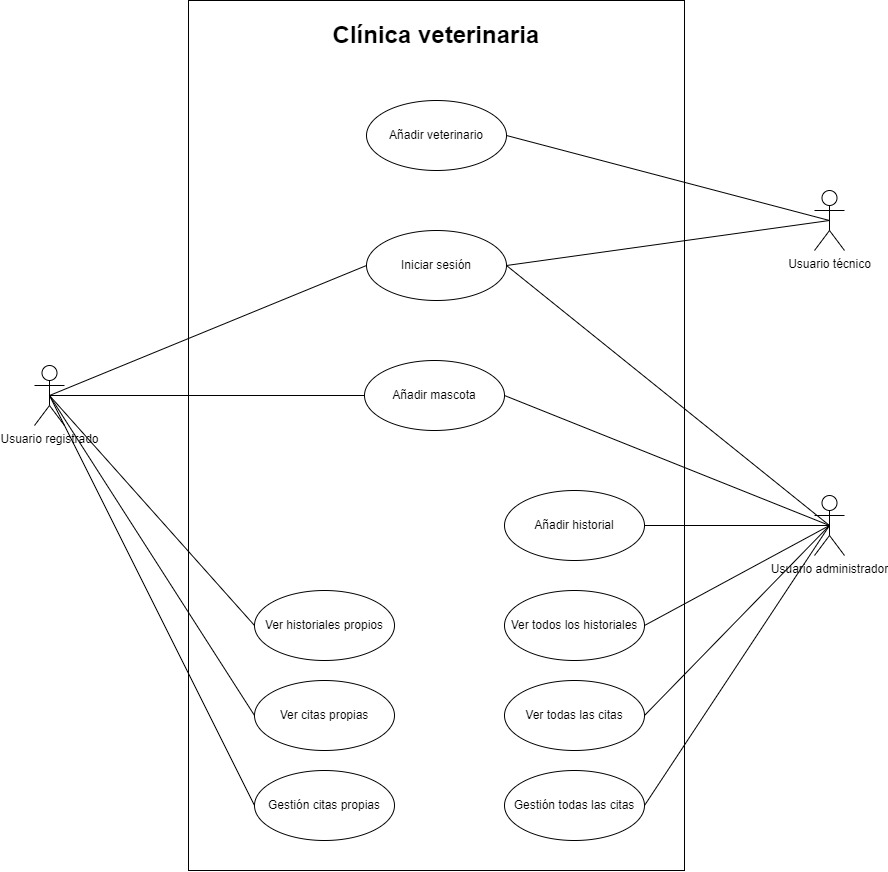 Clínica veterinaria
Añadir veterinario
Usuario técnico
Iniciar sesión
Añadir mascota
Usuario registrado
Añadir historial
Usuario administrador
Ver historiales propios
Ver todos los historiales
Ver citas propias
Ver todas las citas
Gestión citas propias
Gestión todas las citas